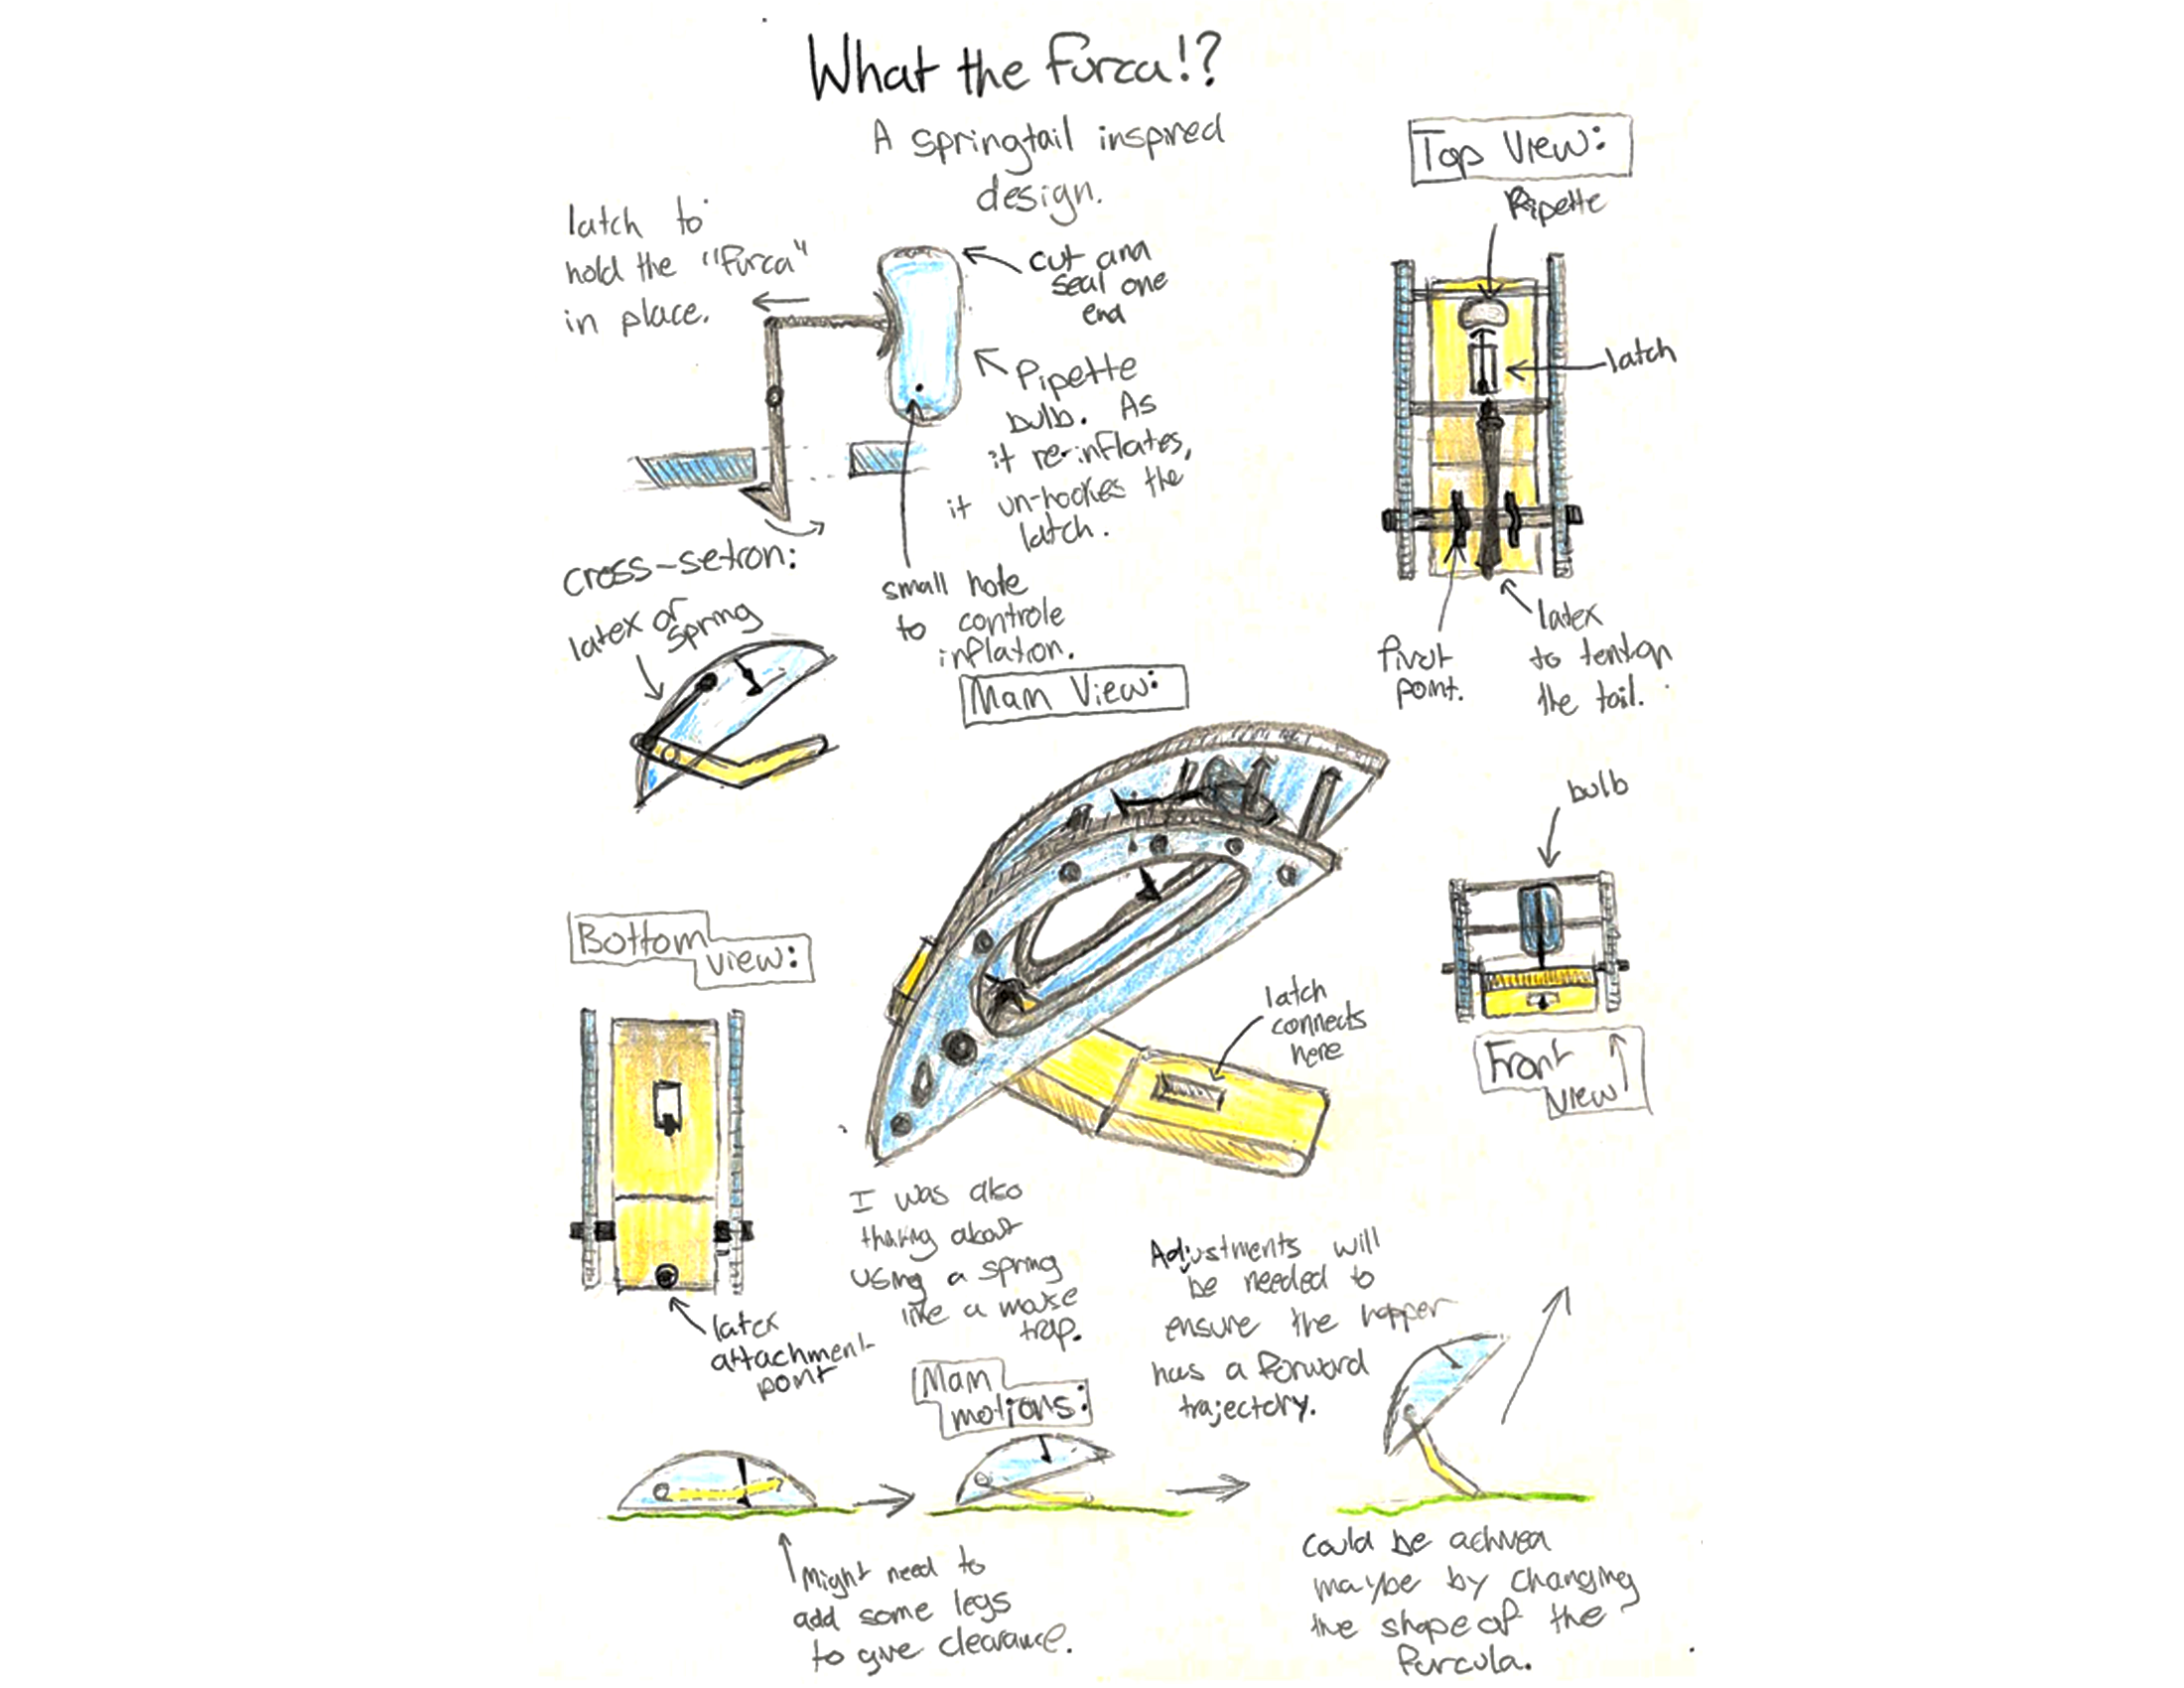 What the furca!?
A springtail inspired
design.
latch to
hold the "furca"
in place.
cut and
seal one
end
Pipette
bulb. As
it re-inflates,
it un-hookes the
latch.
small hole
to controle
inflation.
Top View:
Pipette
latch
Pivot
point.
latex
to tention
the tail.
cross-setion:
latex or
spring
Main View:
latch
connects
here
bulb
Front
view
Bottom
view:
latex
attachment
point
I was also
thaking about
using a spring
like a mouse
trap.
Adjustments will
be needed to
ensure the hopper
has a forward
trajectory.
Main
motions:
Might need to
add some legs
to give clearance.
Could be
maybe by changing
the shape of the
furcula.